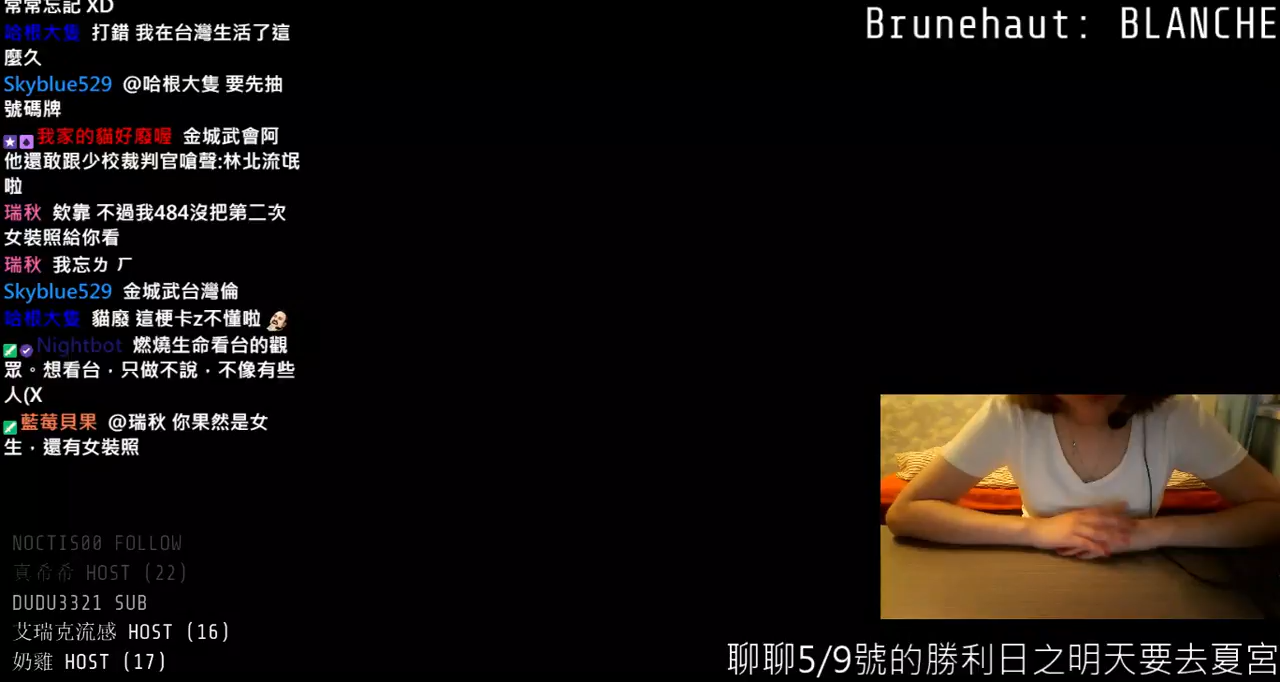 常常忘記 XD
哈根大隻 打錯 我在台灣生活了這
麼久
Skyblue529 @哈根大隻 要先抽
號碼牌
我家的貓好廢喔 金城武會阿
他還敢跟少校裁判官嗆聲:林北流氓
啦
瑞秋 欸靠 不過我484沒把第二次
女裝照給你看
瑞秋 我忘ㄌ ㄏ
Skyblue529 金城武台灣倫
哈根大隻 貓廢 這梗卡z不懂啦
Nightbot 燃燒生命看台的觀
眾。想看台，只做不說，不像有些
人(X
藍莓貝果 @瑞秋 你果然是女
生，還有女裝照
NOCTIS00 FOLLOW
真希希 HOST (22)
DUDU3321 SUB
艾瑞克流感 HOST (16)
奶雞 HOST (17)
Brunehaut: BLANCHE
聊聊5/9號的勝利日之明天要去夏宮